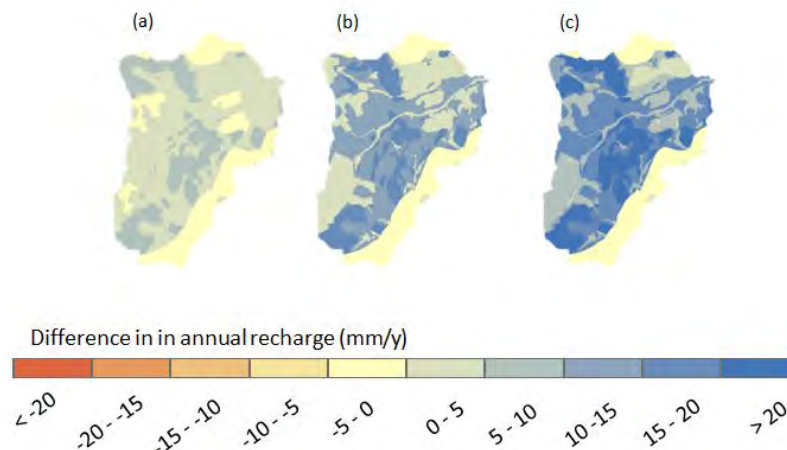 (a) (b) (c)
Difference in in annual recharge (mm/y)
< -20 -20 - -15 -15 - -10 -10 - -5 -5 - 0 0 - 5 5 - 10 10 -15 15 - 20 > 20